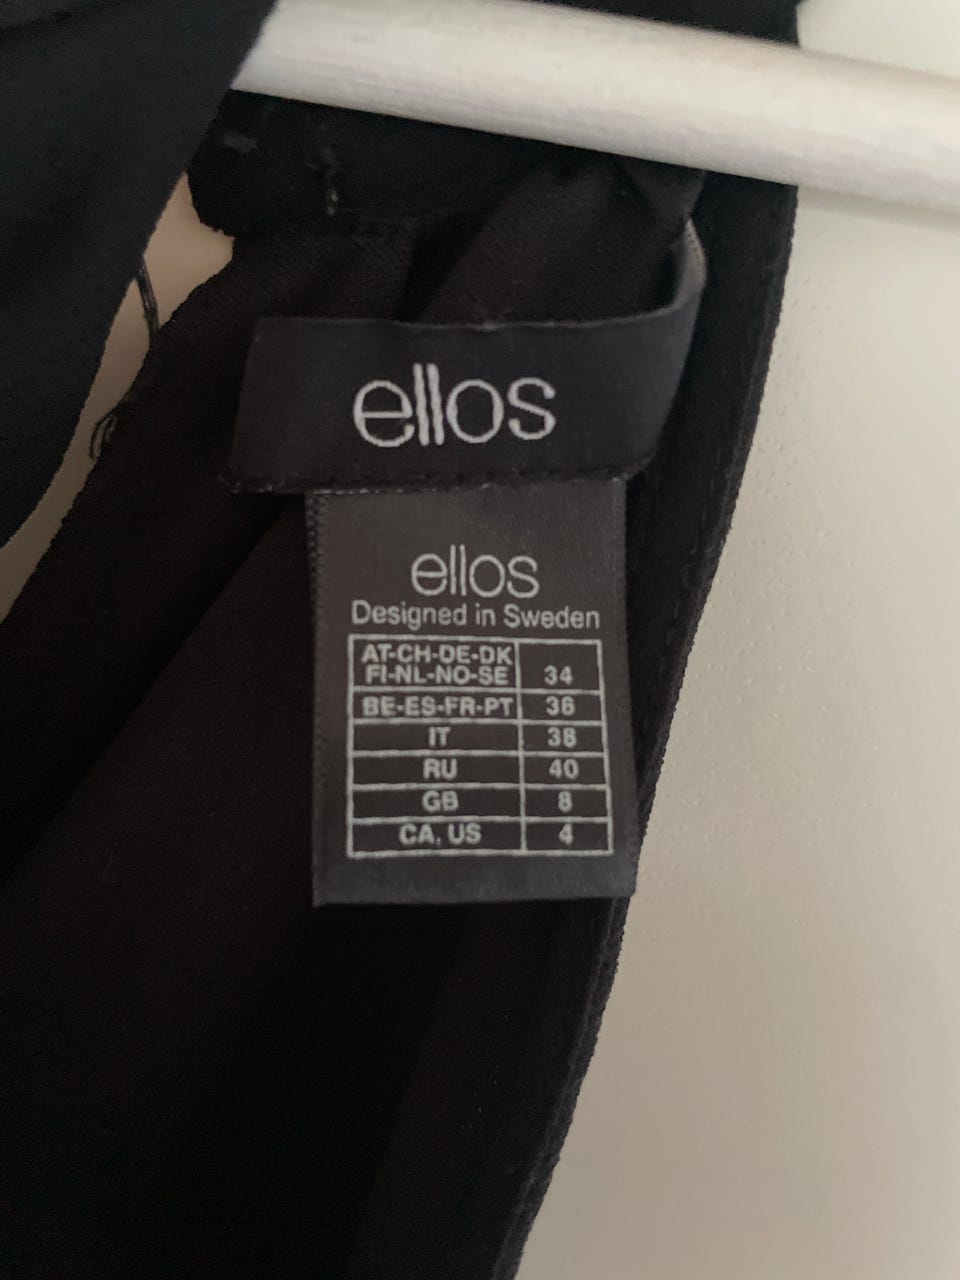 ellos
ellos
Designed in Sweden
AT-CH-DE-DK
FI-NL-NO-SE 34
BE-ES-FR-PT 36
IT 38
RU 40
GB 8
CA, US 4